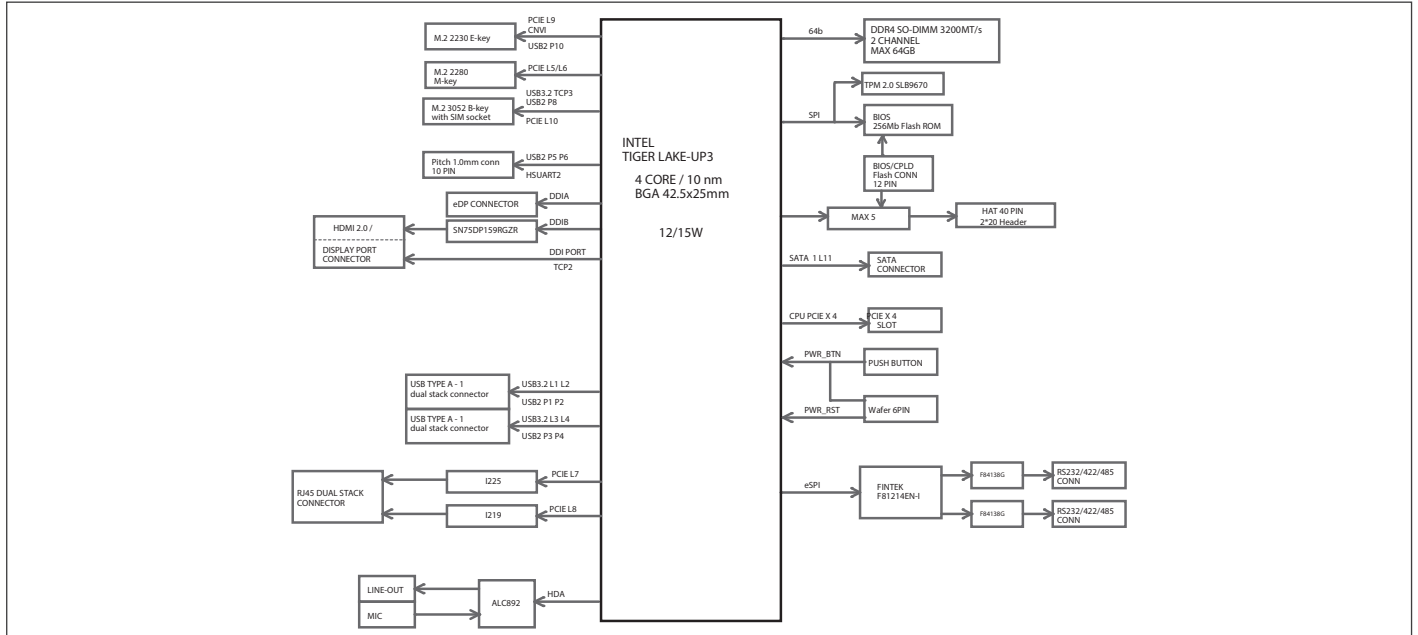 PCIE L9
CNVI
M.2 2230 E-key
USB2 P10
M.2 2280
M-key
PCIE L5/L6
USB3.2 TCP3
USB2 P8
M.2 3052 B-key
with SIM socket
PCIE L10
Pitch 1.0mm conn
10 PIN
USB2 P5 P6
HSUART2
eDP CONNECTOR
DDIA
HDMI 2.0 /
SN75DP159RGZR
DDIB
DISPLAY PORT
CONNECTOR
DDI PORT
TCP2
USB TYPE A - 1
dual stack connector
USB3.2 L1 L2
USB2 P1 P2
USB TYPE A - 1
dual stack connector
USB3.2 L3 L4
USB2 P3 P4
RJ45 DUAL STACK
CONNECTOR
I225
PCIE L7
I219
PCIE L8
LINE-OUT
MIC
ALC892
HDA
INTEL
TIGER LAKE-UP3
4 CORE / 10 nm
BGA 42.5x25mm
12/15W
64b
DDR4 SO-DIMM 3200MT/s
2 CHANNEL
MAX 64GB
TPM 2.0 SLB9670
SPI
BIOS
256Mb Flash ROM
BIOS/CPLD
Flash CONN
12 PIN
MAX 5
HAT 40 PIN
2*20 Header
SATA 1 L11
SATA
CONNECTOR
CPU PCIE X 4
PCIE X 4
SLOT
PWR_BTN
PUSH BUTTON
PWR_RST
Wafer 6PIN
eSPI
FINTEK
F81214EN-I
F84138G
RS232/422/485
CONN
F84138G
RS232/422/485
CONN